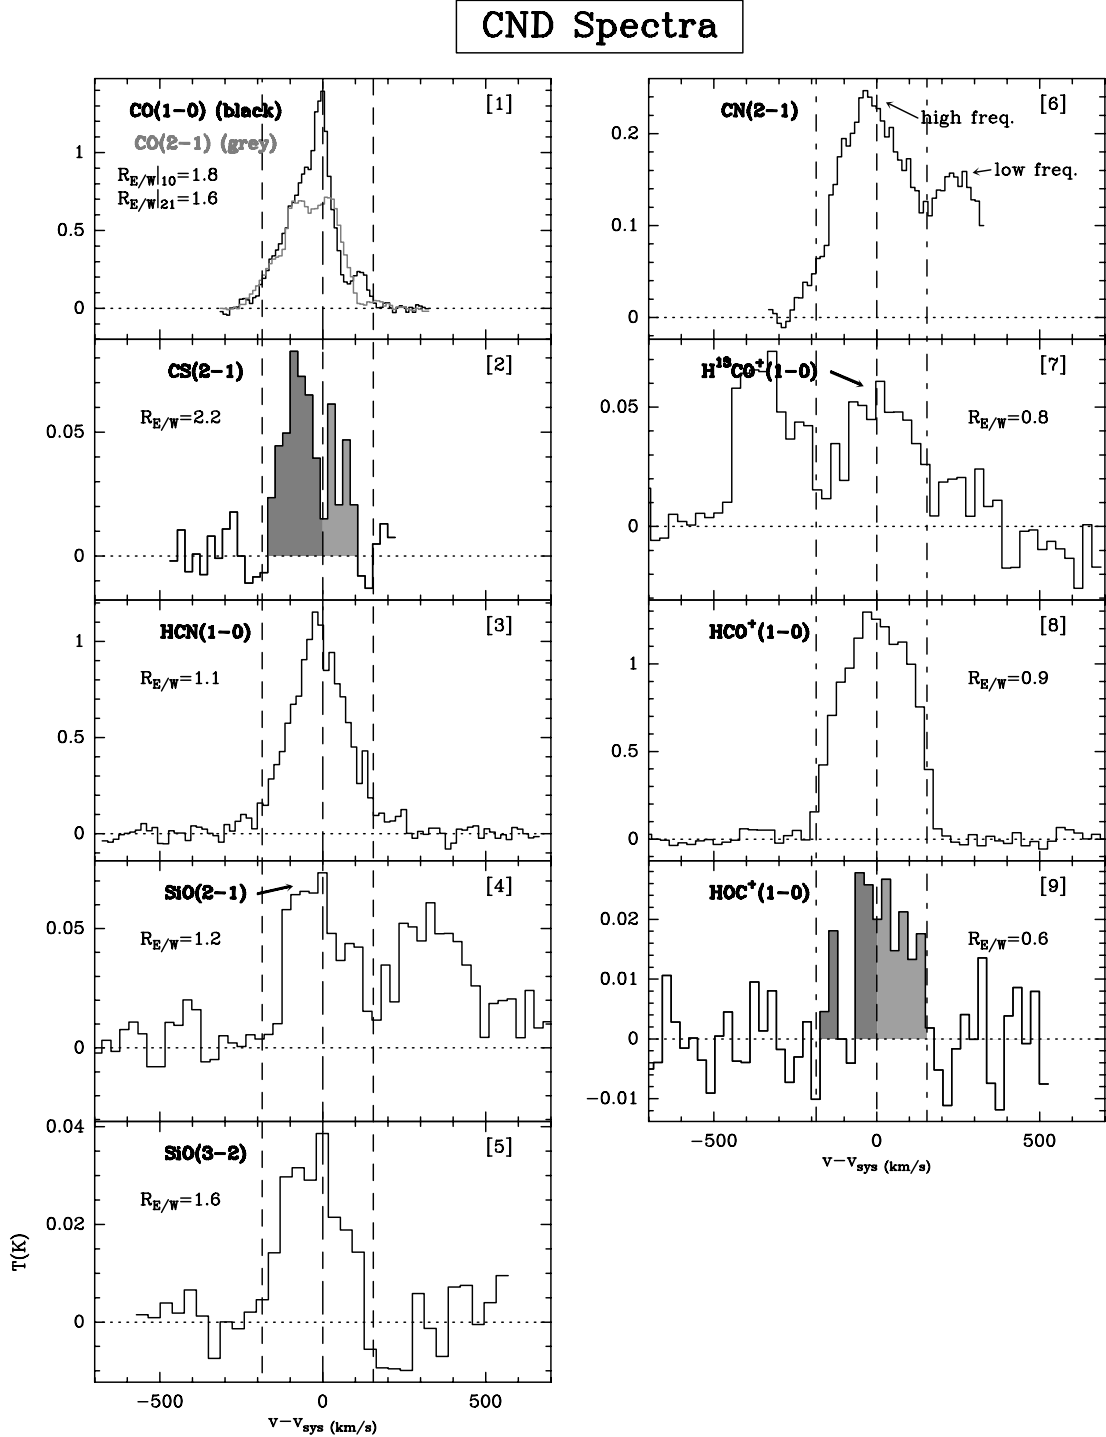 CND Spectra
CO(1−0) (black)
[1]
CO(2−1) (grey)
R_E/W|10=1.8
R_E/W|21=1.6
1
0.5
0
CS(2−1)
[2]
R_E/W=2.2
0.05
0
HCN(1−0)
[3]
R_E/W=1.1
1
0.5
0
SiO(2−1)
[4]
R_E/W=1.2
0.05
0
0.04
SiO(3−2)
[5]
R_E/W=1.6
0.02
0
T(K)
−500 0 500
v−v_sys (km/s)
CN(2−1)
[6]
high freq.
low freq.
0.2
0.1
0
H¹³CO⁺(1−0)
[7]
R_E/W=0.8
0.05
0
HCO⁺(1−0)
[8]
R_E/W=0.9
1
0.5
0
HOC⁺(1−0)
[9]
R_E/W=0.6
0.02
0.01
0
−0.01
−500 0 500
v−v_sys (km/s)